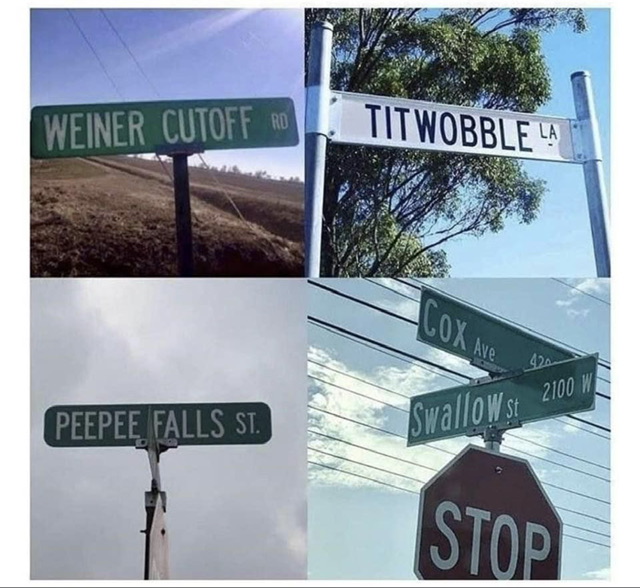 WEINER CUTOFF RD
TITWOBBLE LA
PEEPEE FALLS ST.
COX Ave
Swallow St 2100 W
STOP